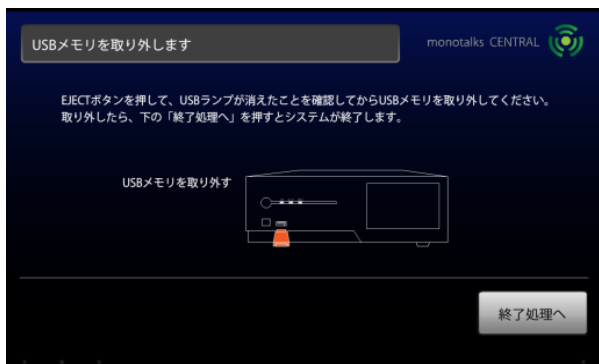 USBメモリを取り外します
monotalks CENTRAL
EJECTボタンを押して、USBランプが消えたことを確認してからUSBメモリを取り外してください。
取り外したら、下の「終了処理へ」を押すとシステムが終了します。
USBメモリを取り外す
終了処理へ